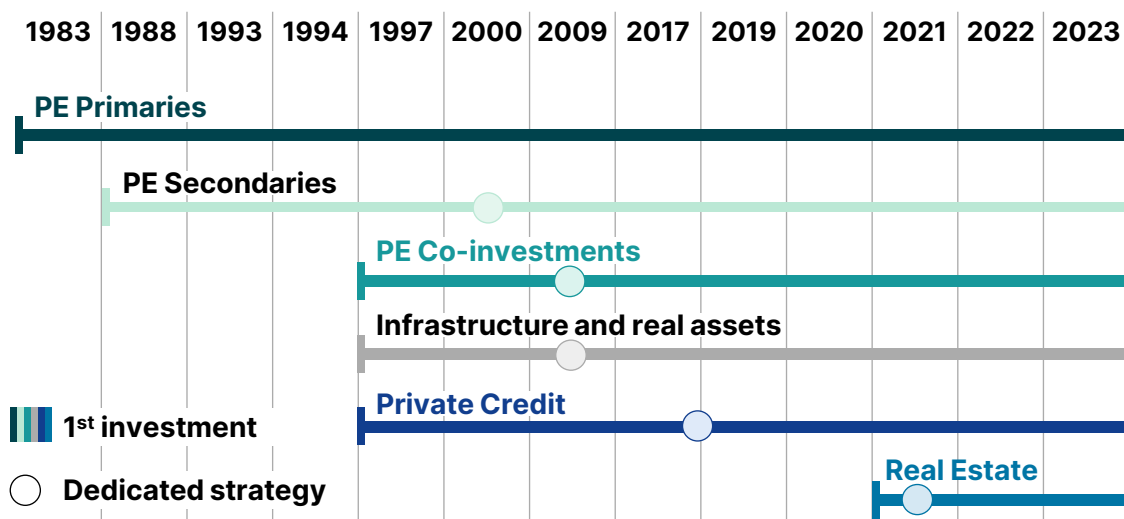 1983 1988 1993 1994 1997 2000 2009 2017 2019 2020 2021 2022 2023
PE Primaries
PE Secondaries
PE Co-investments
Infrastructure and real assets
Private Credit
1st investment
Real Estate
Dedicated strategy